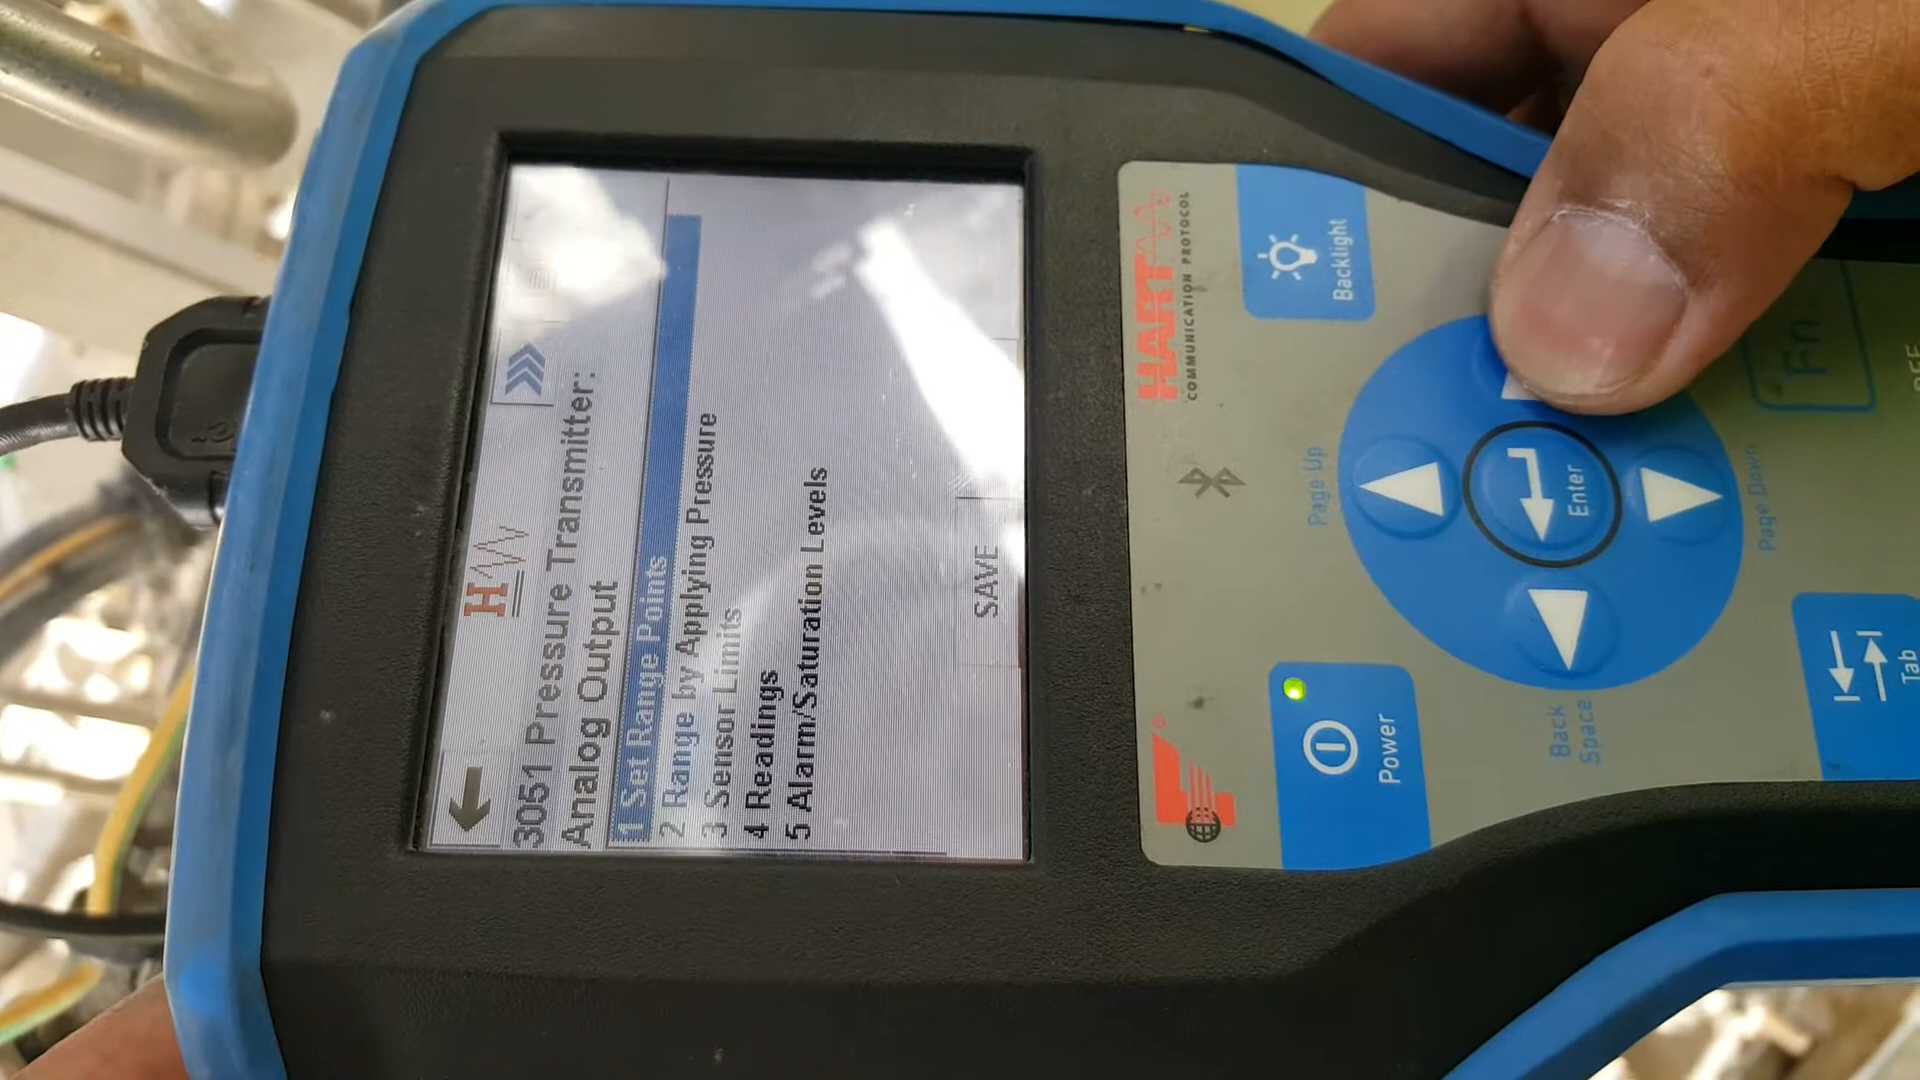 H
3051 Pressure Transmitter:
Analog Output
1 Set Range Points
2 Range by Applying Pressure
3 Sensor Limits
4 Readings
5 Alarm/Saturation Levels
SAVE
HART
COMMUNICATION PROTOCOL
Power
Backlight
Page Up
Enter
Back
Space
Page Down
Tab
Fn